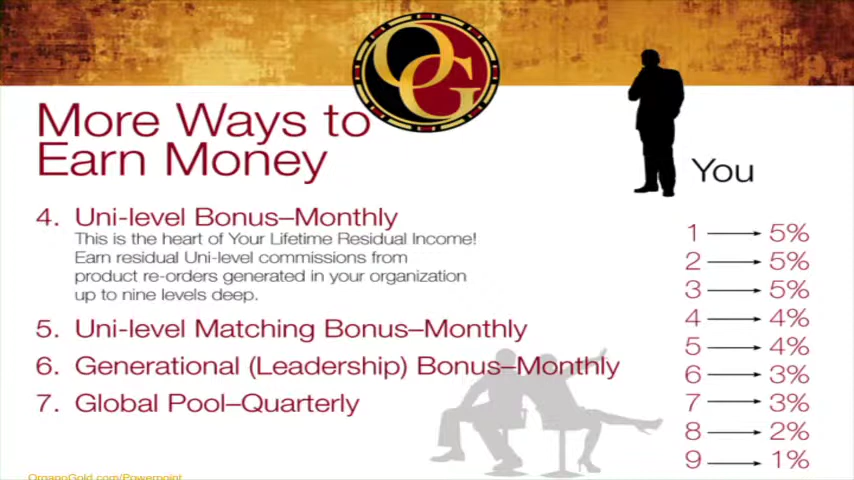 OG
More Ways to
Earn Money
You
4. Uni-level Bonus–Monthly
This is the heart of Your Lifetime Residual Income!
Earn residual Uni-level commissions from
product re-orders generated in your organization
up to nine levels deep.
5. Uni-level Matching Bonus–Monthly
6. Generational (Leadership) Bonus–Monthly
7. Global Pool–Quarterly
1 → 5%
2 → 5%
3 → 5%
4 → 4%
5 → 4%
6 → 3%
7 → 3%
8 → 2%
9 → 1%
OrganoGold.com/Powerpoint